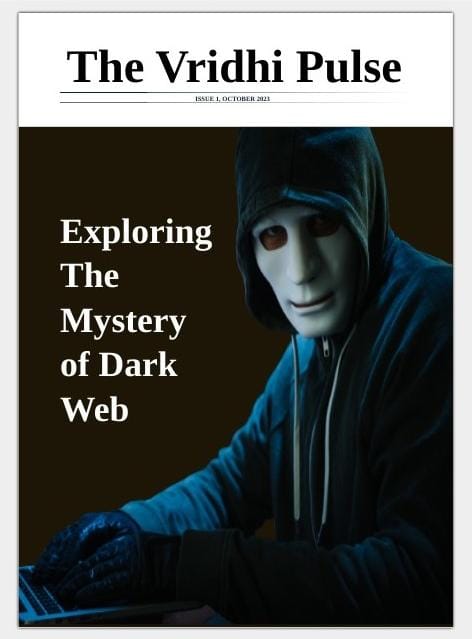 The Vridhi Pulse
ISSUE 1, OCTOBER 2023
Exploring
The
Mystery
of Dark
Web